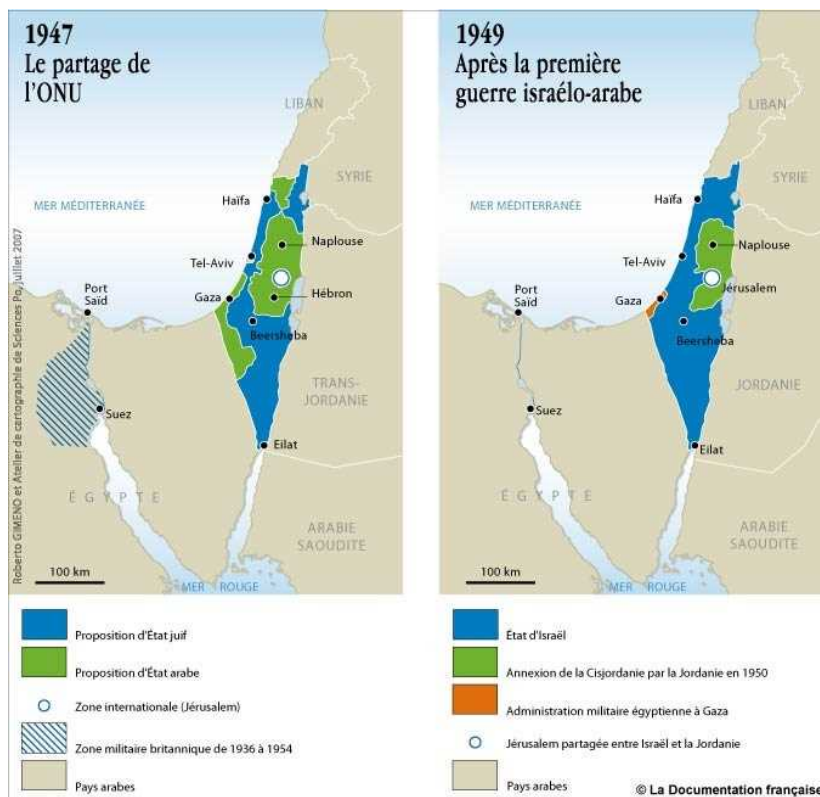 1947
Le partage de
l'ONU
LIBAN
SYRIE
MER MÉDITERRANÉE
Haïfa
Naplouse
Tel-Aviv
Port
Saïd
Gaza
Hébron
Beersheba
TRANS-
JORDANIE
Suez
Eilat
ÉGYPTE
ARABIE
SAOUDITE
100 km
MER ROUGE
Roberto GIMENO et Atelier de cartographie de Sciences Po, juillet 2007
Proposition d'État juif
Proposition d'État arabe
Zone internationale (Jérusalem)
Zone militaire britannique de 1936 à 1954
Pays arabes
1949
Après la première
guerre israélo-arabe
LIBAN
SYRIE
MER MÉDITERRANÉE
Haïfa
Naplouse
Tel-Aviv
Port
Saïd
Jérusalem
Gaza
Beersheba
JORDANIE
Suez
Eilat
ÉGYPTE
ARABIE
SAOUDITE
100 km
MER ROUGE
État d'Israël
Annexion de la Cisjordanie par la Jordanie en 1950
Administration militaire égyptienne à Gaza
Jérusalem partagée entre Israël et la Jordanie
Pays arabes
© La Documentation française